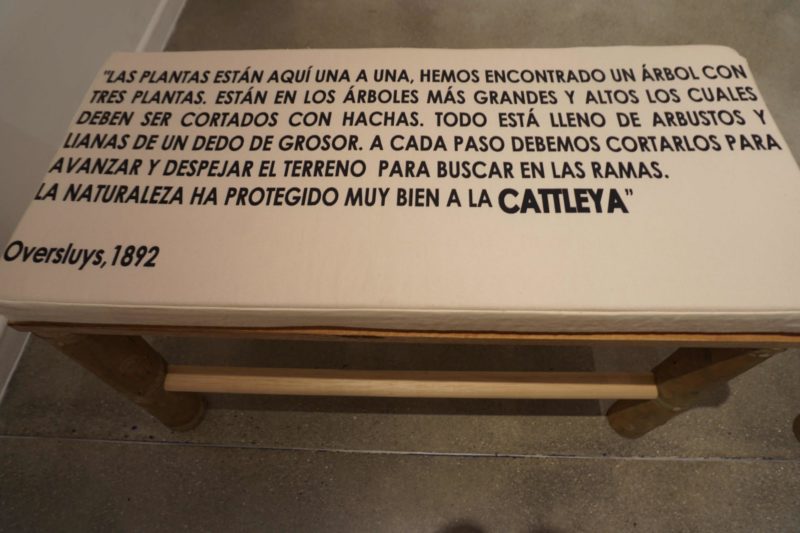 "LAS PLANTAS ESTÁN AQUÍ UNA A UNA, HEMOS ENCONTRADO UN ÁRBOL CON
TRES PLANTAS. ESTÁN EN LOS ÁRBOLES MÁS GRANDES Y ALTOS LOS CUALES
DEBEN SER CORTADOS CON HACHAS. TODO ESTÁ LLENO DE ARBUSTOS Y
LIANAS DE UN DEDO DE GROSOR. A CADA PASO DEBEMOS CORTARLOS PARA
AVANZAR Y DESPEJAR EL TERRENO PARA BUSCAR EN LAS RAMAS.
LA NATURALEZA HA PROTEGIDO MUY BIEN A LA CATTLEYA"
Oversluys, 1892